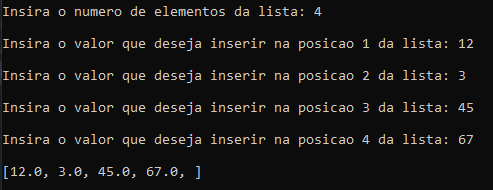 Insira o numero de elementos da lista: 4
Insira o valor que deseja inserir na posicao 1 da lista: 12
Insira o valor que deseja inserir na posicao 2 da lista: 3
Insira o valor que deseja inserir na posicao 3 da lista: 45
Insira o valor que deseja inserir na posicao 4 da lista: 67
[12.0, 3.0, 45.0, 67.0, ]